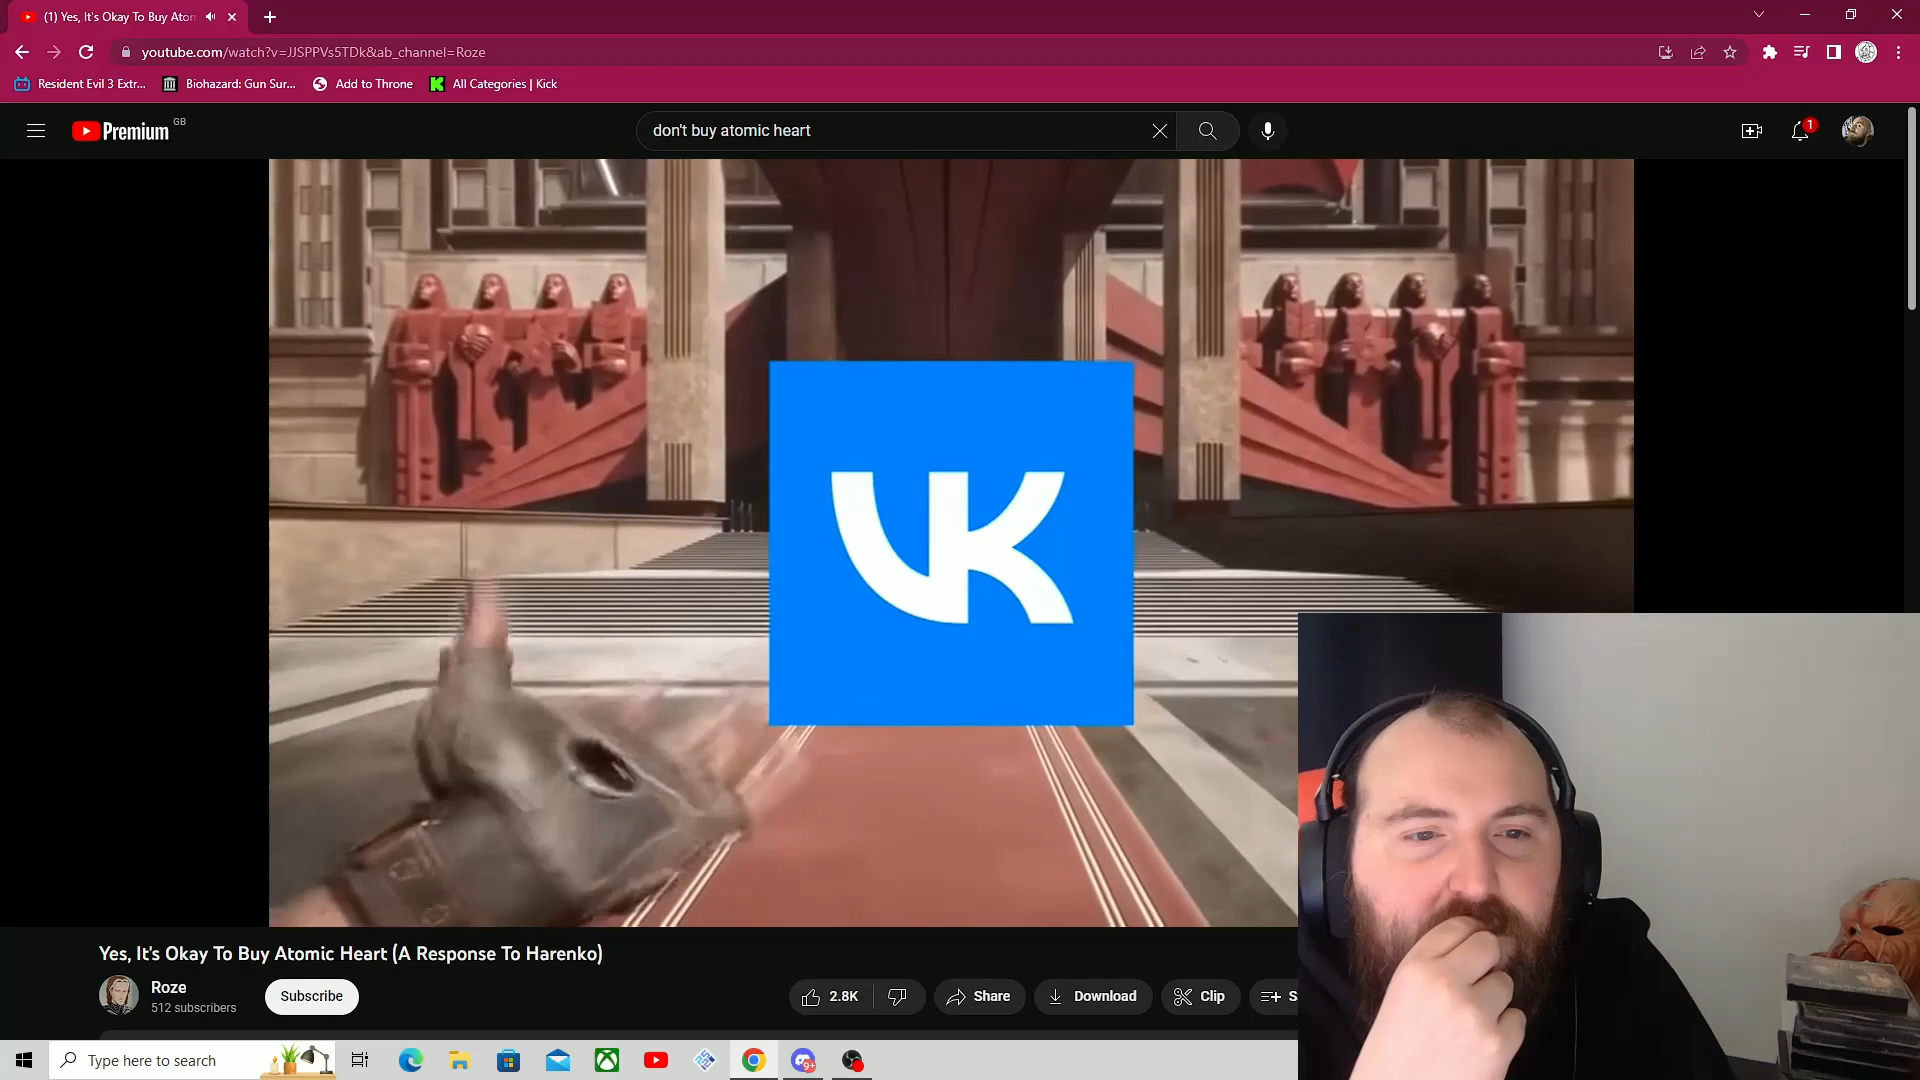 (1) Yes, It's Okay To Buy Atom
youtube.com/watch?v=JJSPPVs5TDk&ab_channel=Roze
Resident Evil 3 Extr...
Biohazard: Gun Sur...
Add to Throne
All Categories | Kick
Premium
GB
don't buy atomic heart
1
VK
Yes, It's Okay To Buy Atomic Heart (A Response To Harenko)
Roze
512 subscribers
Subscribe
2.8K
Share
Download
Clip
S
Type here to search
9+